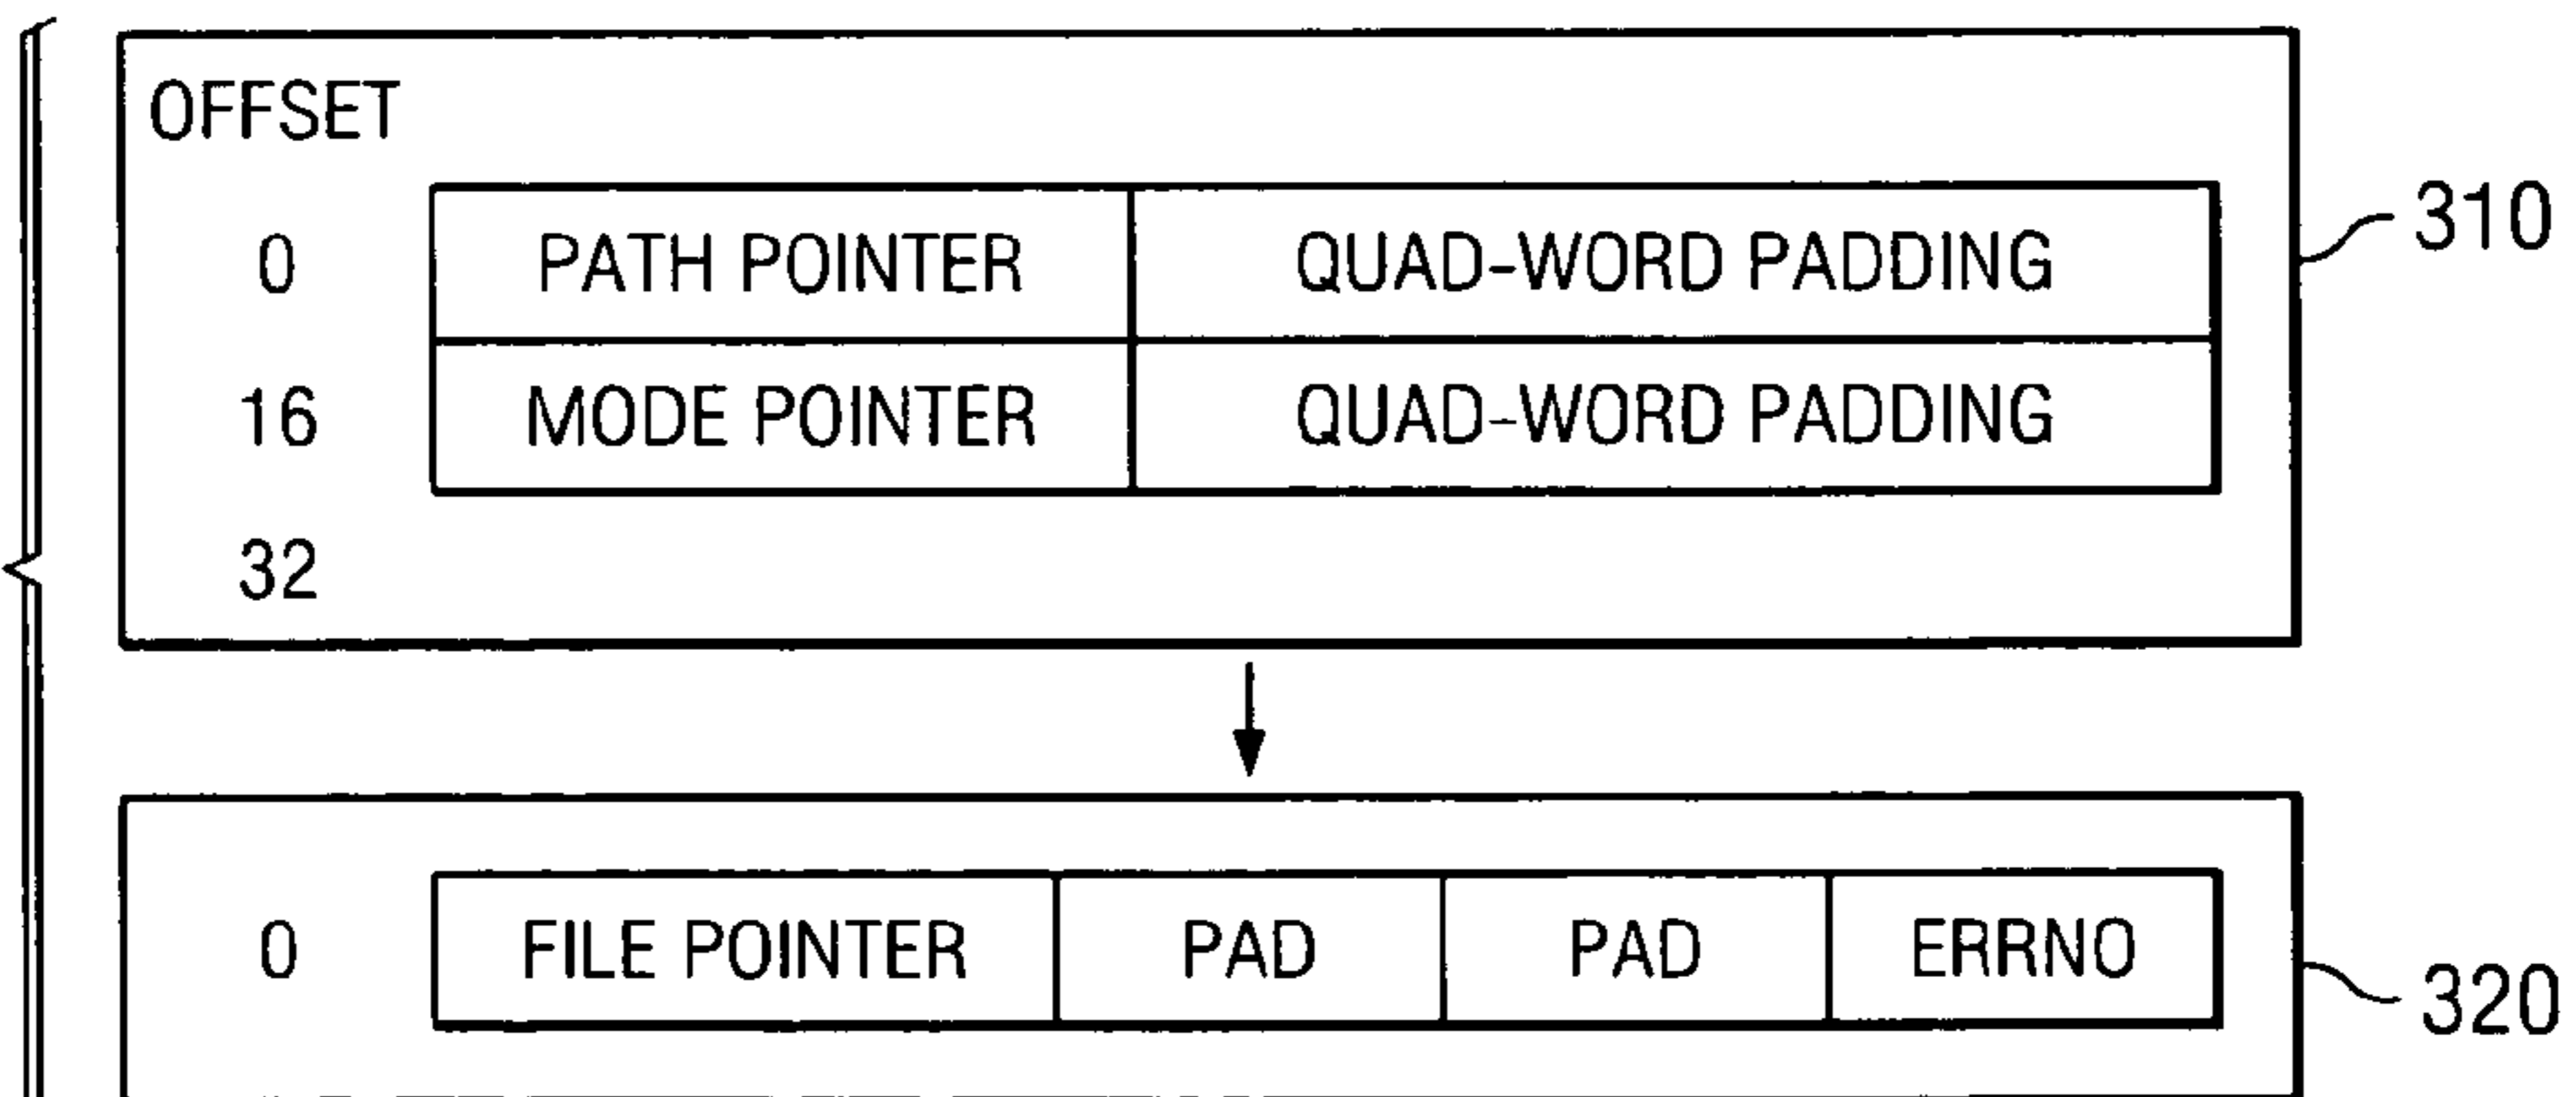 OFFSET
0 PATH POINTER QUAD-WORD PADDING 310
16 MODE POINTER QUAD-WORD PADDING
32
0 FILE POINTER PAD PAD ERRNO 320